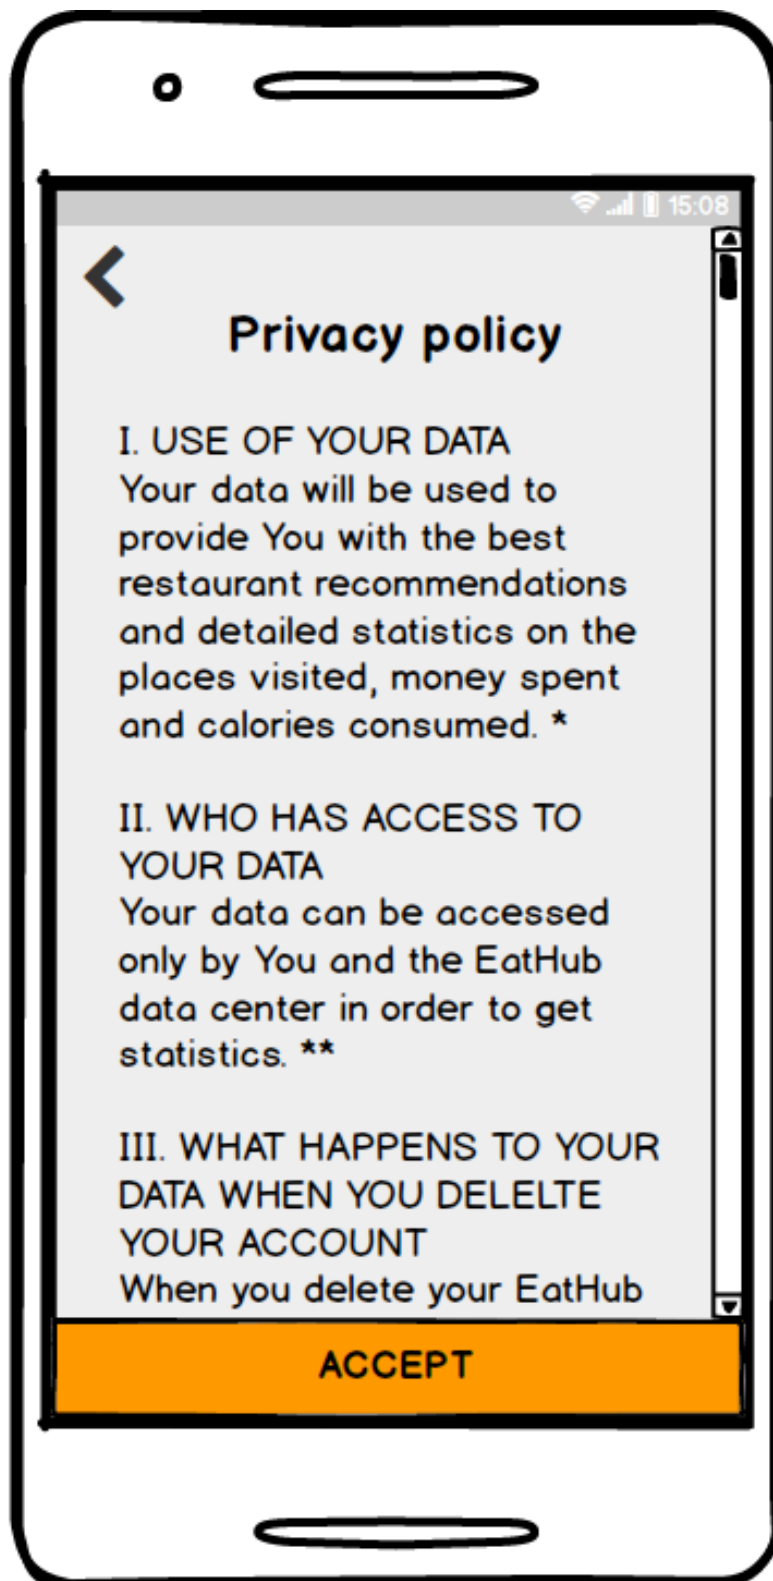 15:08
Privacy policy
I. USE OF YOUR DATA
Your data will be used to
provide You with the best
restaurant recommendations
and detailed statistics on the
places visited, money spent
and calories consumed. *
II. WHO HAS ACCESS TO
YOUR DATA
Your data can be accessed
only by You and the EatHub
data center in order to get
statistics. **
III. WHAT HAPPENS TO YOUR
DATA WHEN YOU DELELTE
YOUR ACCOUNT
When you delete your EatHub
ACCEPT